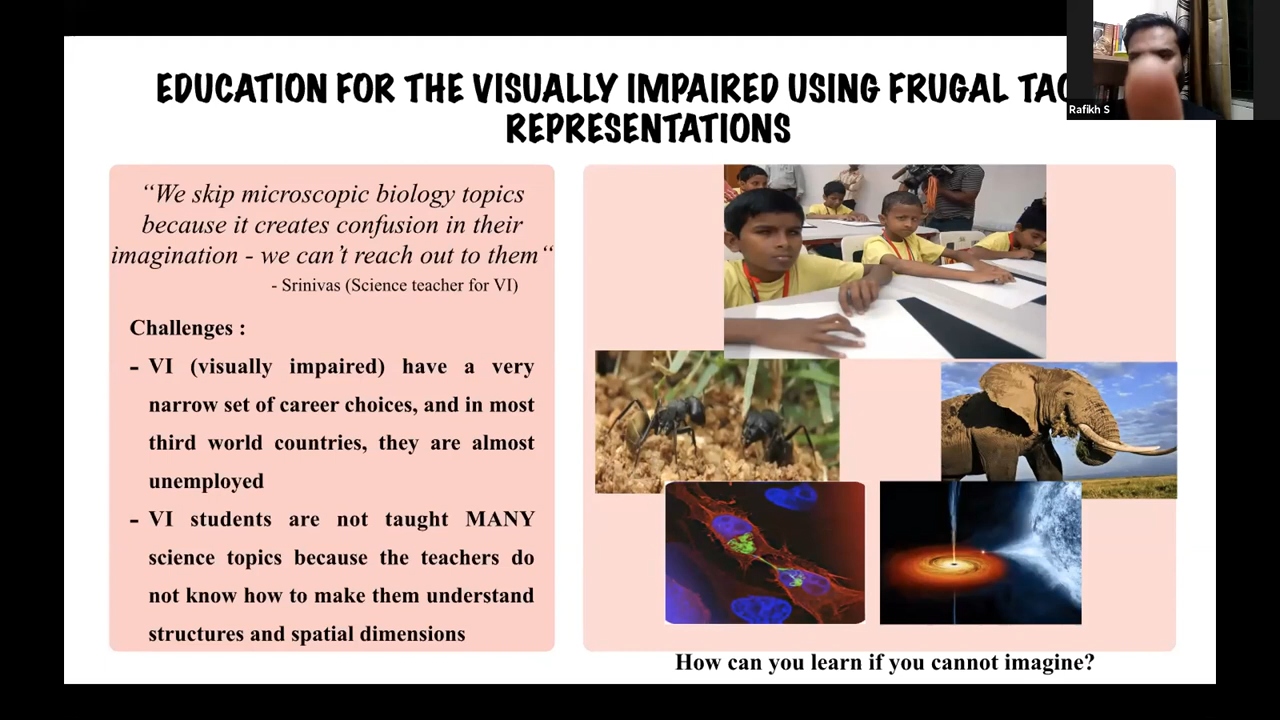 EDUCATION FOR THE VISUALLY IMPAIRED USING FRUGAL
REPRESENTATIONS
Rafikh S
“We skip microscopic biology topics
because it creates confusion in their
imagination - we can’t reach out to them“
- Srinivas (Science teacher for VI)
Challenges :
- VI (visually impaired) have a very
narrow set of career choices, and in most
third world countries, they are almost
unemployed
- VI students are not taught MANY
science topics because the teachers do
not know how to make them understand
structures and spatial dimensions
How can you learn if you cannot imagine?